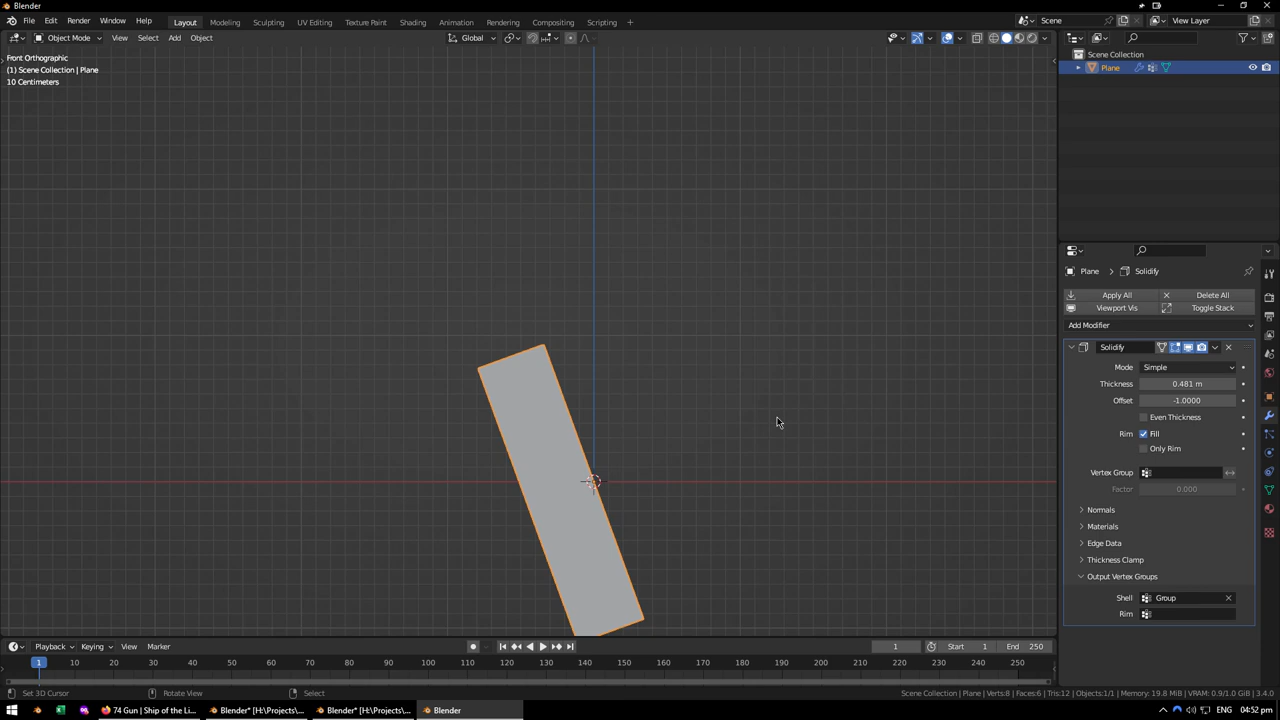 Blender
File Edit Render Window Help Layout Modeling Sculpting UV Editing Texture Paint Shading Animation Rendering Compositing Scripting + Scene View Layer
Object Mode View Select Add Object Global
Front Orthographic
(1) Scene Collection | Plane
10 Centimeters
Scene Collection
Plane
Plane > Solidify
Apply All Delete All
Viewport Vis Toggle Stack
Add Modifier
Solidify
Mode Simple
Thickness 0.481 m
Offset -1.0000
Even Thickness
Rim Fill
Only Rim
Vertex Group
Factor 0.000
Normals
Materials
Edge Data
Thickness Clamp
Output Vertex Groups
Shell Group
Rim
Playback Keying View Marker 1 Start 1 End 250
1 10 20 30 40 50 60 70 80 90 100 110 120 130 140 150 160 170 180 190 200 210 220 230 240 250
Set 3D Cursor Rotate View Select Scene Collection | Plane | Verts:8 | Faces:6 | Tris:12 | Objects:1/1 | Memory: 19.8 MiB | VRAM: 0.9/1.0 GiB | 3.4.0
74 Gun | Ship of the Li... Blender* [H:\Projects\... Blender* [H:\Projects\... Blender ENG 04:52 pm